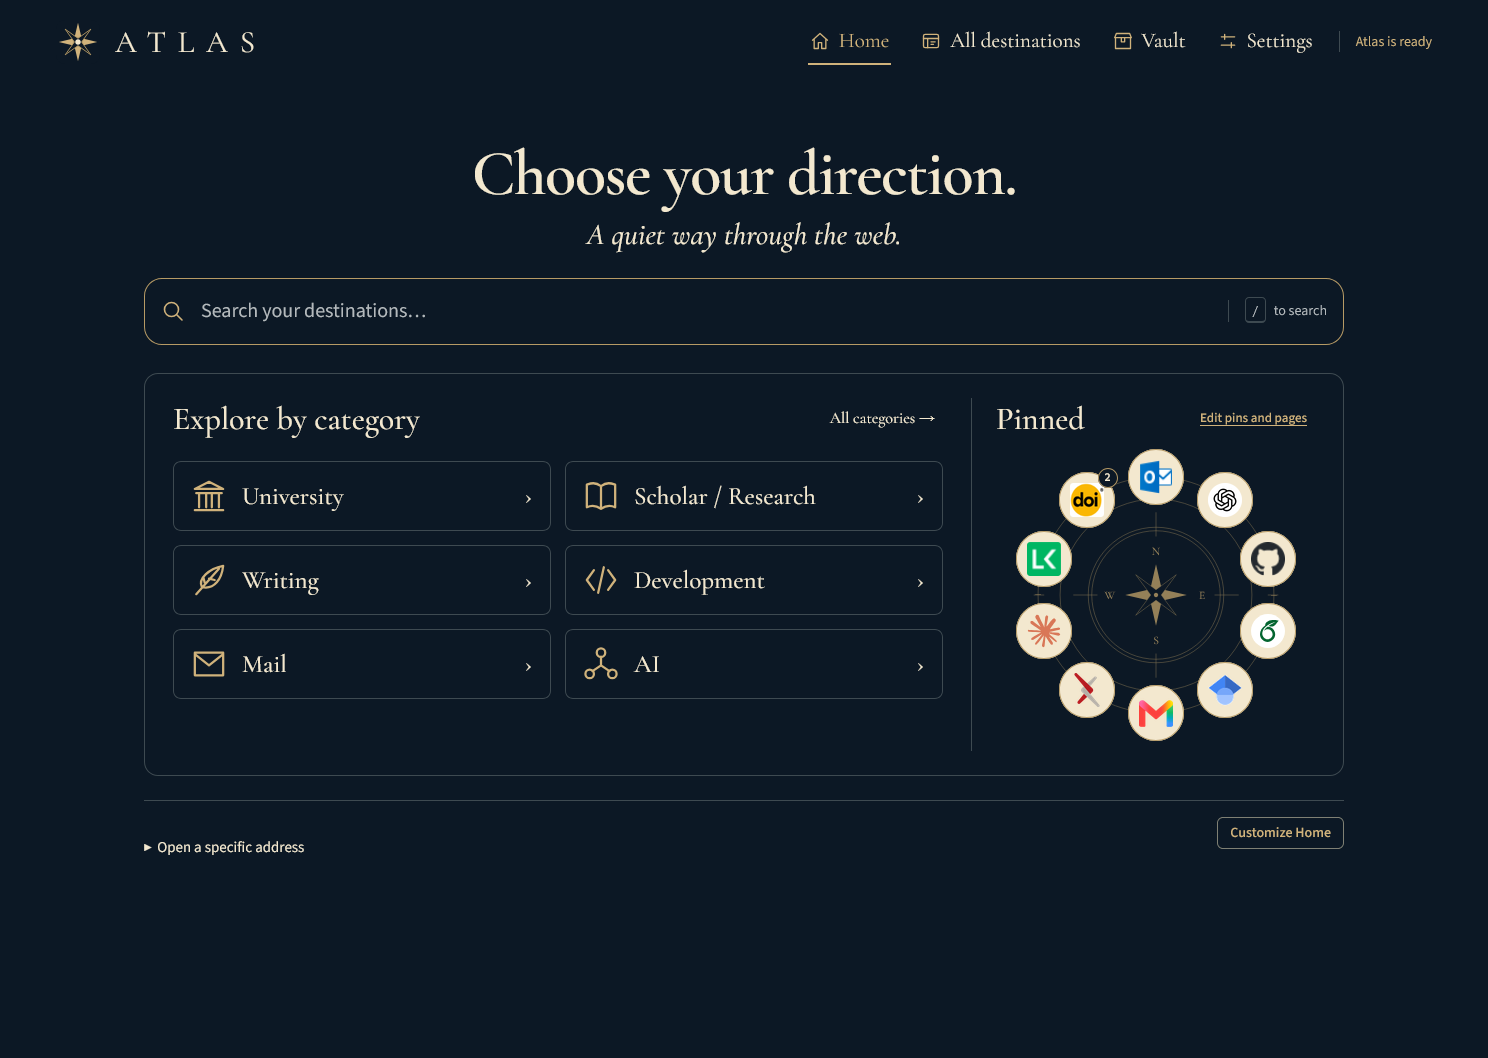 ATLAS
Home
All destinations
Vault
Settings
Atlas is ready
Choose your direction.
A quiet way through the web.
Search your destinations...
/ to search
Explore by category
All categories →
University ›
Scholar / Research ›
Writing ›
Development ›
Mail ›
AI ›
Pinned
Edit pins and pages
2
doi
O
LK
N
W
E
S
▸ Open a specific address
Customize Home